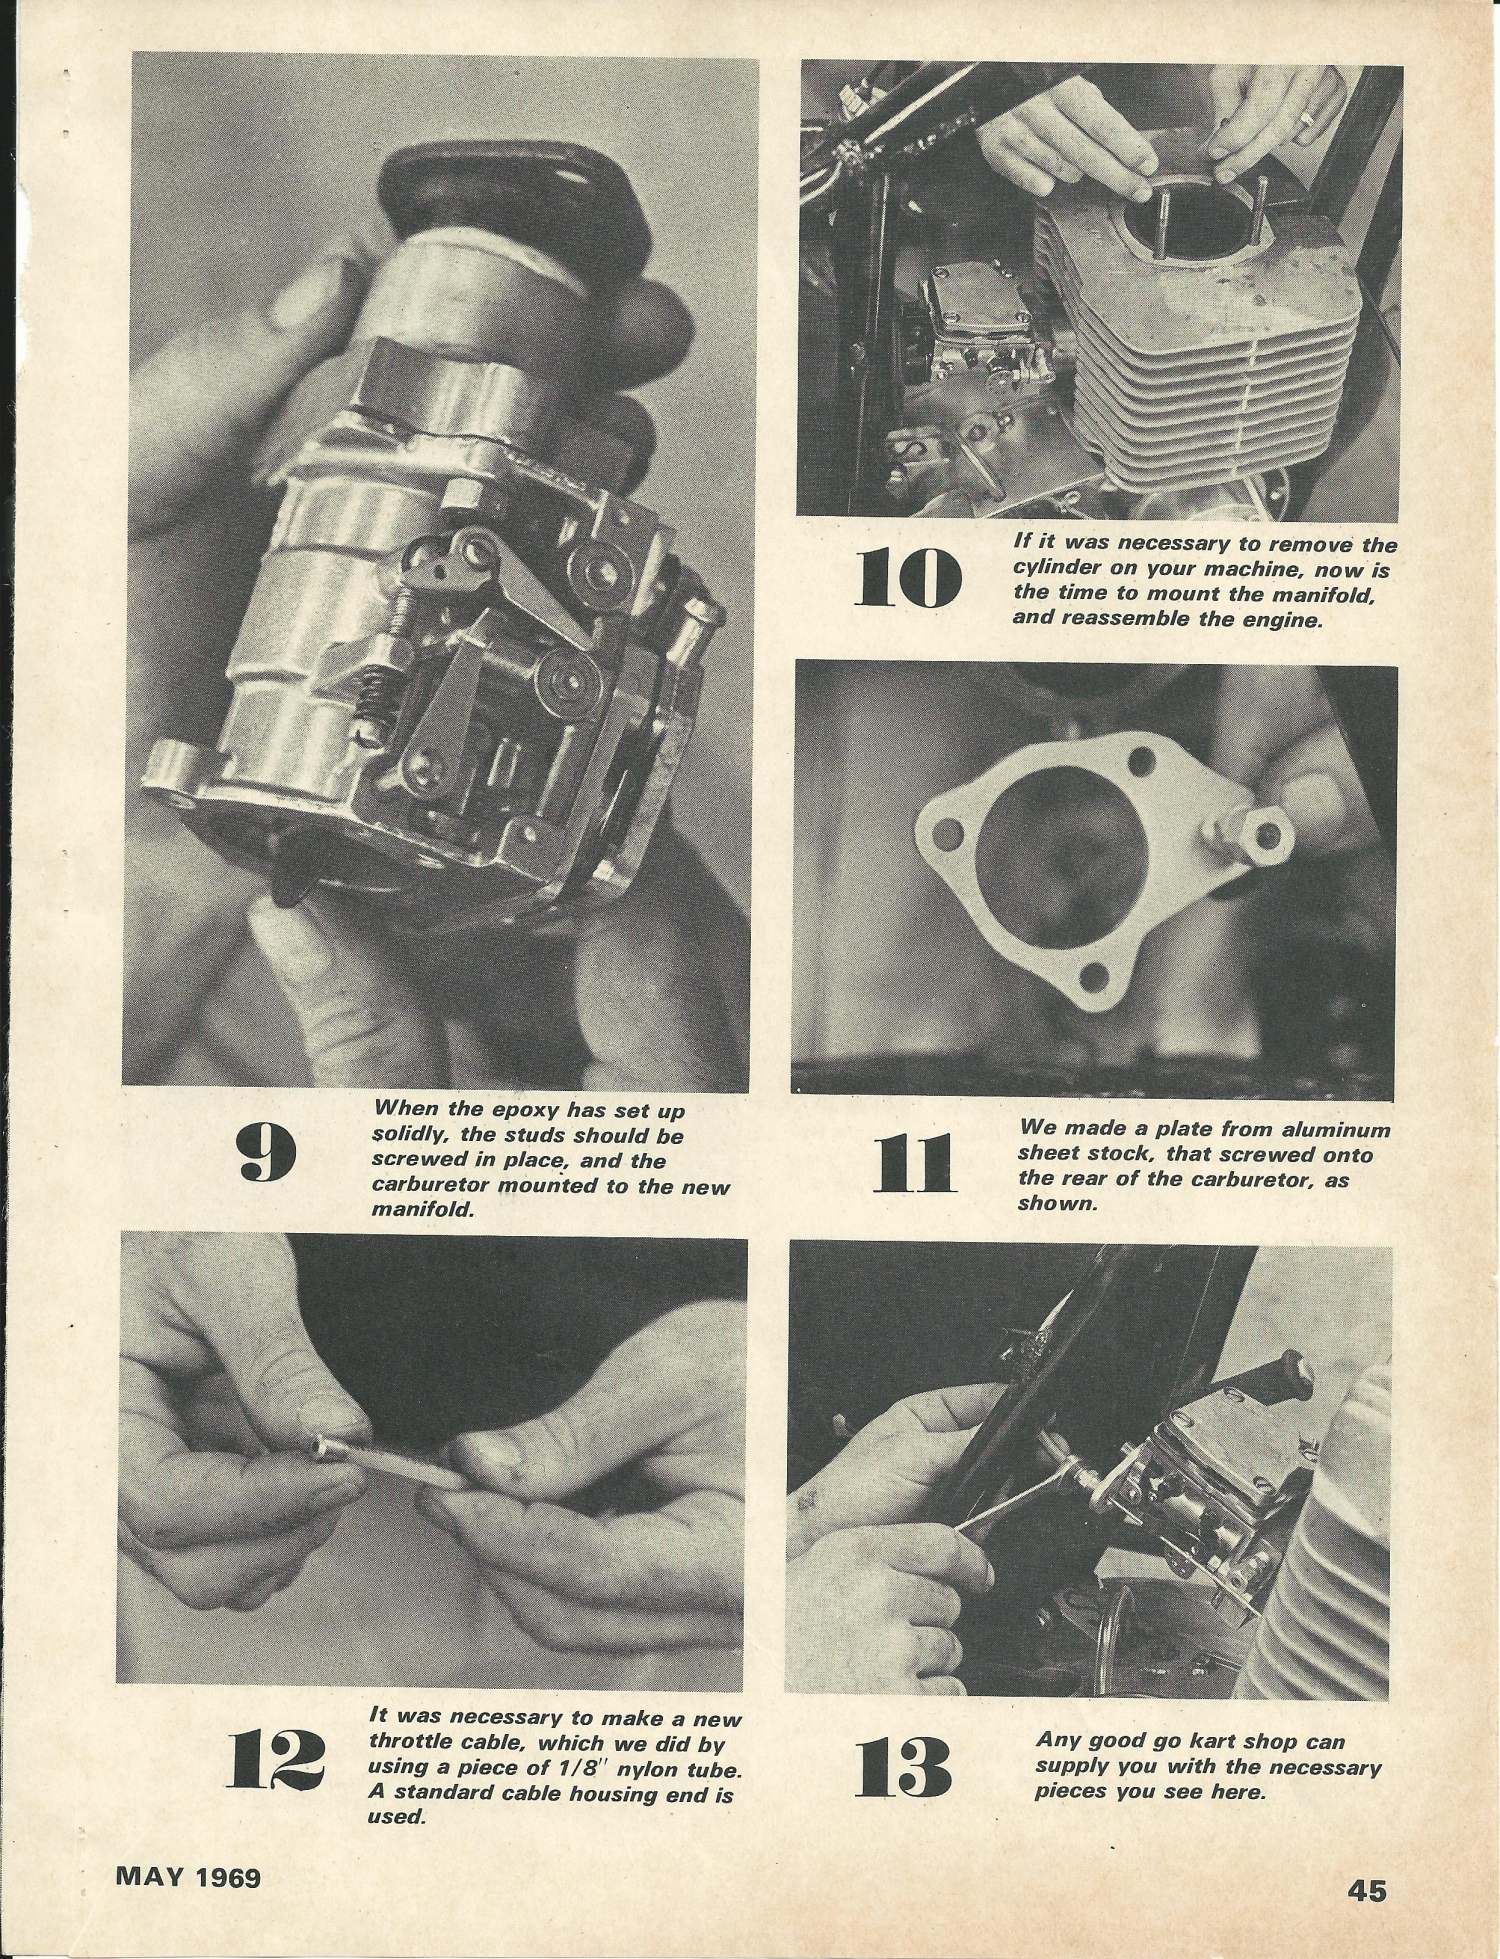 9
When the epoxy has set up
solidly, the studs should be
screwed in place, and the
carburetor mounted to the new
manifold.
10
If it was necessary to remove the
cylinder on your machine, now is
the time to mount the manifold,
and reassemble the engine.
11
We made a plate from aluminum
sheet stock, that screwed onto
the rear of the carburetor, as
shown.
12
It was necessary to make a new
throttle cable, which we did by
using a piece of 1/8" nylon tube.
A standard cable housing end is
used.
13
Any good go kart shop can
supply you with the necessary
pieces you see here.
MAY 1969
45